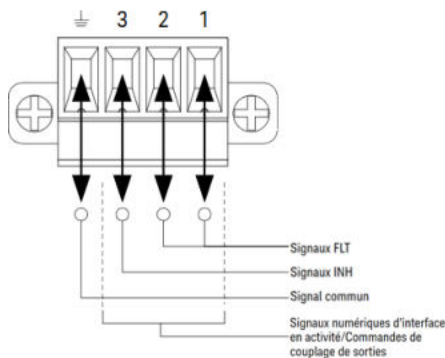 ⏚ 3 2 1
Signaux FLT
Signaux INH
Signal commun
Signaux numériques d'interface
en activité/Commandes de
couplage de sorties